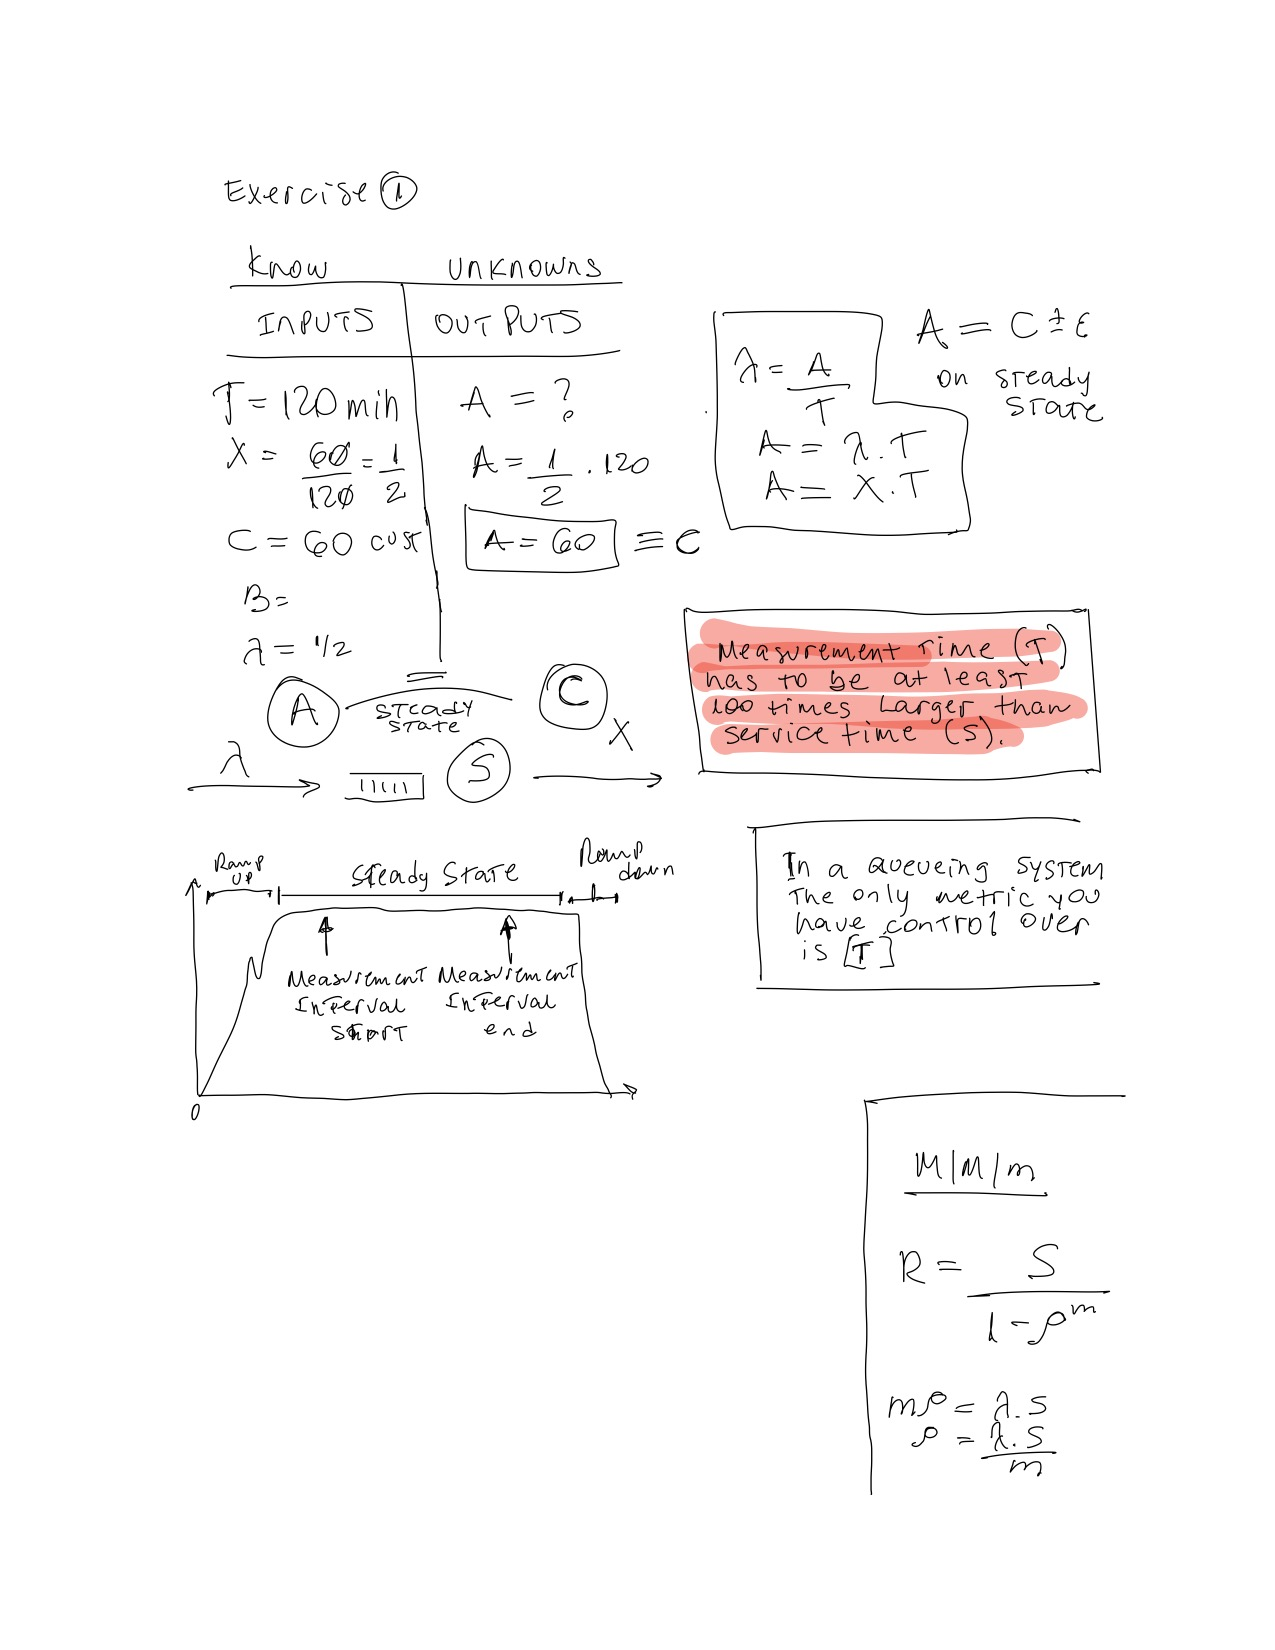 Exercise 1
Know Unknowns
INPUTS OUTPUTS
T = 120 min A = ?
X = 60/120 = 1/2 A = 1/2 . 120
C = 60 cust A = 60 ≡ C
B =
λ = 1/2
λ = A/T
A = λ.T
A = X.T
A = C ± ε
on steady
state
Measurement Time (T)
has to be at least
100 times larger than
service time (S).
A steady state C
λ S X
In a queueing system
the only metric you
have control over
is [T]
Ramp up Steady State Ramp down
Measurement
Interval
start
Measurement
Interval
end
0
M/M/m
R = S/(1-ρ^m)
mρ = λ.S
ρ = λ.S/m